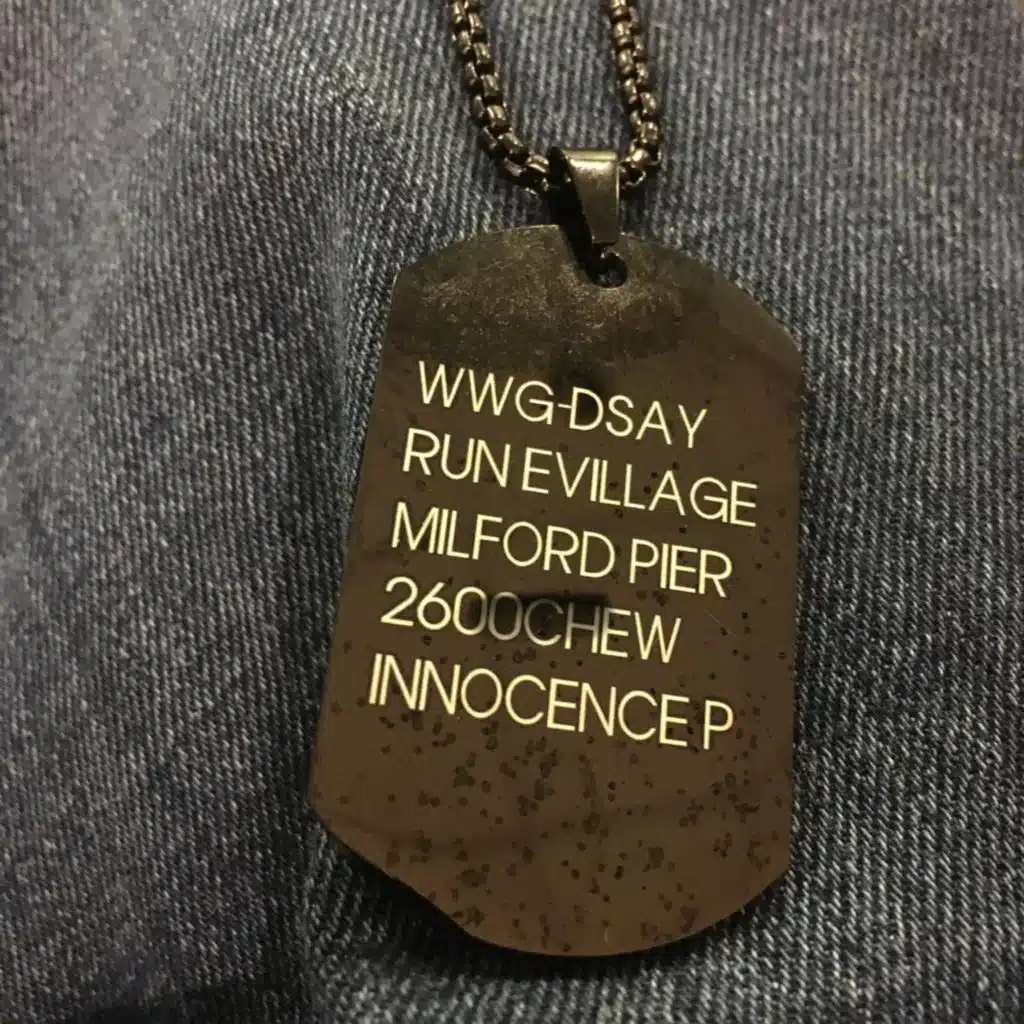 WWG-DSAY
RUN EVILLAGE
MILFORD PIER
2600CHEW
INNOCENCE P